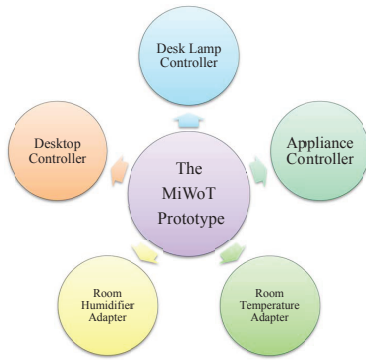 Desk Lamp
Controller
Desktop
Controller
Appliance
Controller
The
MiWoT
Prototype
Room
Humidifier
Adapter
Room
Temperature
Adapter